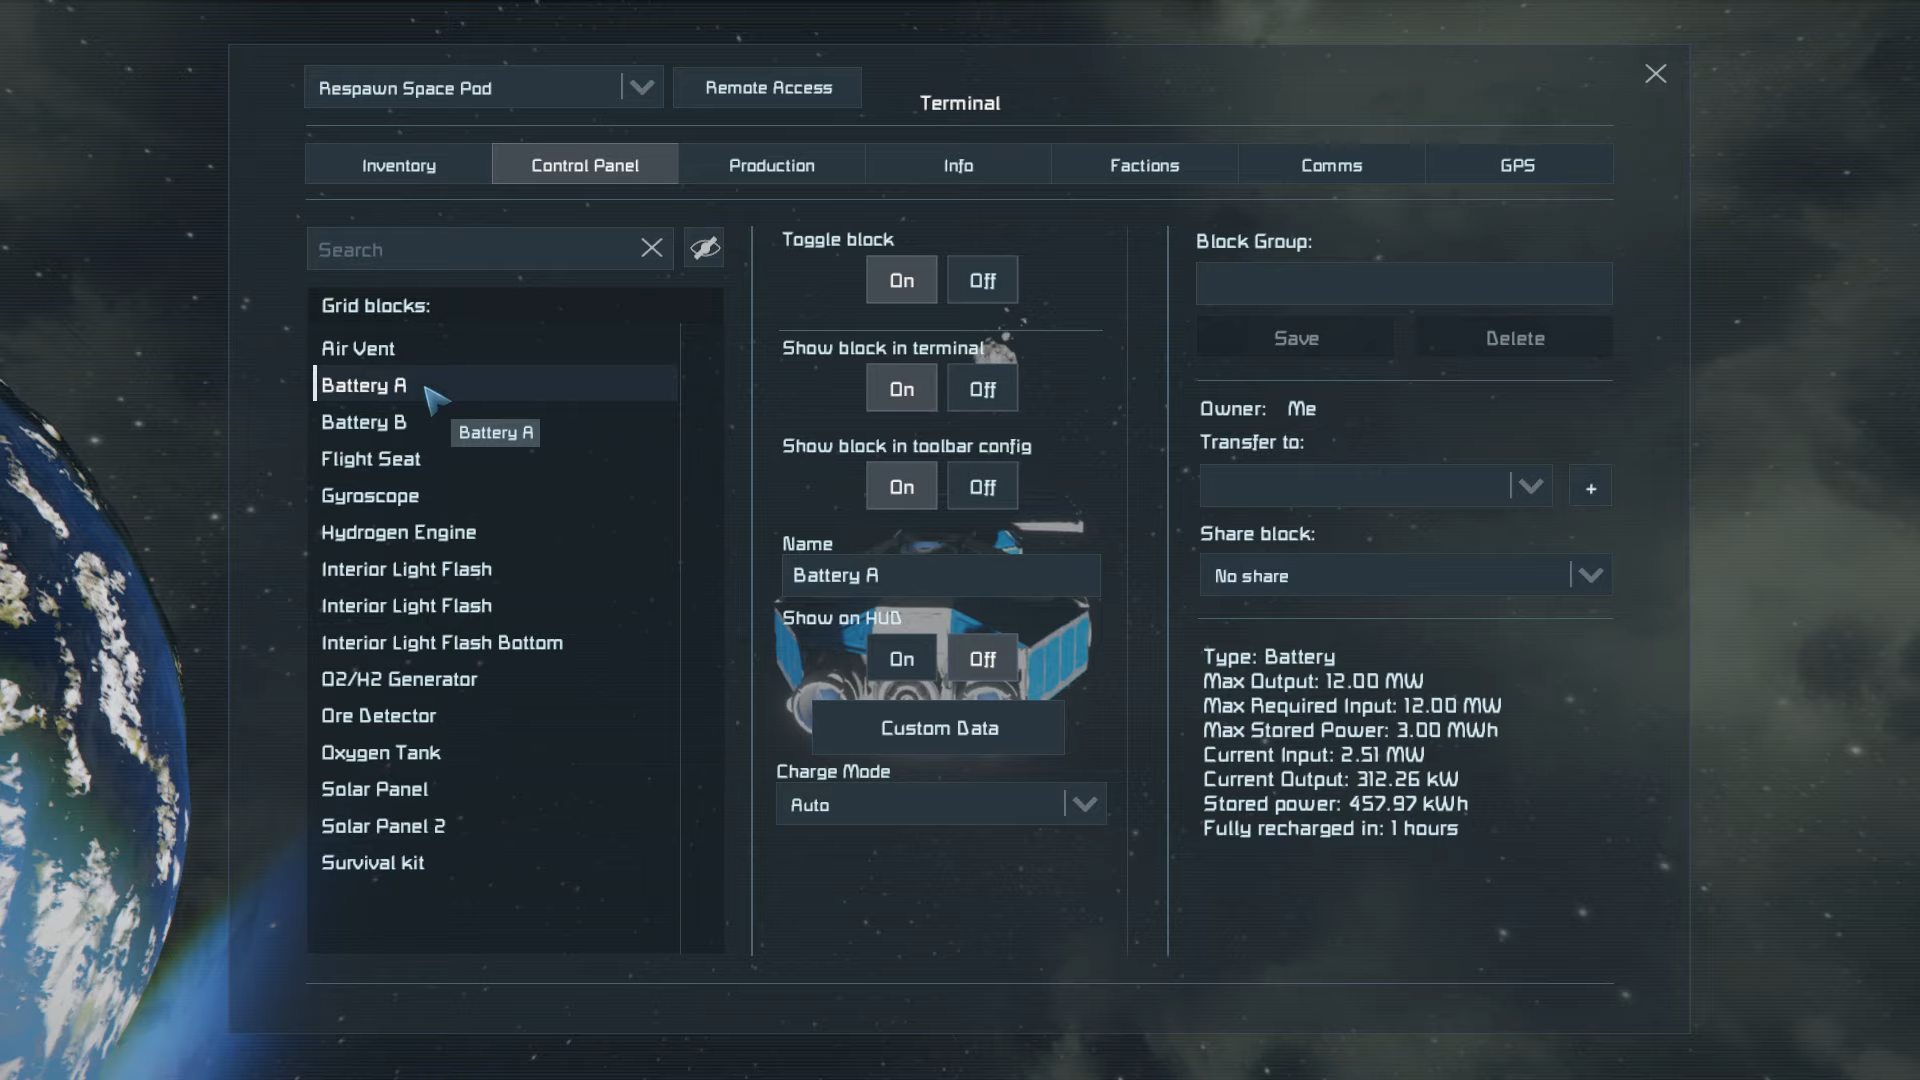 Respawn Space Pod
Remote Access
Terminal
Inventory
Control Panel
Production
Info
Factions
Comms
GPS
Search
Grid blocks:
Air Vent
Battery A
Battery B
Flight Seat
Gyroscope
Hydrogen Engine
Interior Light Flash
Interior Light Flash
Interior Light Flash Bottom
O2/H2 Generator
Ore Detector
Oxygen Tank
Solar Panel
Solar Panel 2
Survival kit
Battery A
Toggle block
On Off
Show block in terminal
On Off
Show block in toolbar config
On Off
Name
Battery A
Show on HUD
On Off
Custom Data
Charge Mode
Auto
Block Group:
Save Delete
Owner: Me
Transfer to:
+
Share block:
No share
Type: Battery
Max Output: 12.00 MW
Max Required Input: 12.00 MW
Max Stored Power: 3.00 MWh
Current Input: 2.51 MW
Current Output: 312.26 kW
Stored power: 457.97 kWh
Fully recharged in: 1 hours